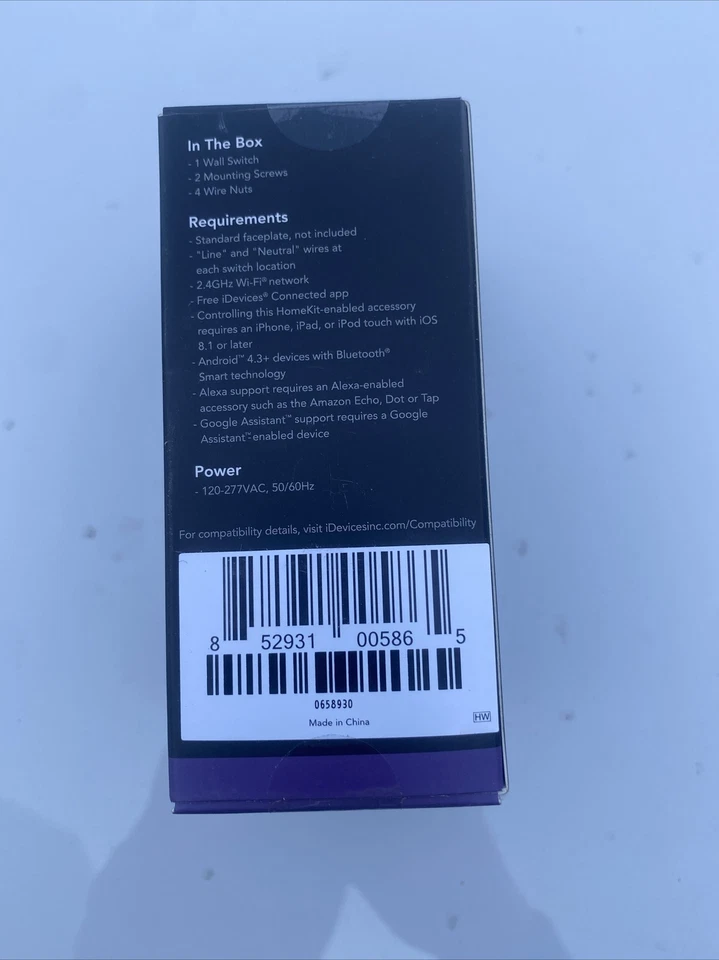 In The Box
- 1 Wall Switch
- 2 Mounting Screws
- 4 Wire Nuts
Requirements
- Standard faceplate, not included
- "Line" and "Neutral" wires at
each switch location
- 2.4GHz Wi-Fi® network
- Free iDevices® Connected app
- Controlling this HomeKit-enabled accessory
requires an iPhone, iPad, or iPod touch with iOS
8.1 or later
- Android™ 4.3+ devices with Bluetooth®
Smart technology
- Alexa support requires an Alexa-enabled
accessory such as the Amazon Echo, Dot or Tap
- Google Assistant™ support requires a Google
Assistant™-enabled device
Power
- 120-277VAC, 50/60Hz
For compatibility details, visit iDevicesinc.com/Compatibility
8 52931 00586 5
0658930
Made in China
HW